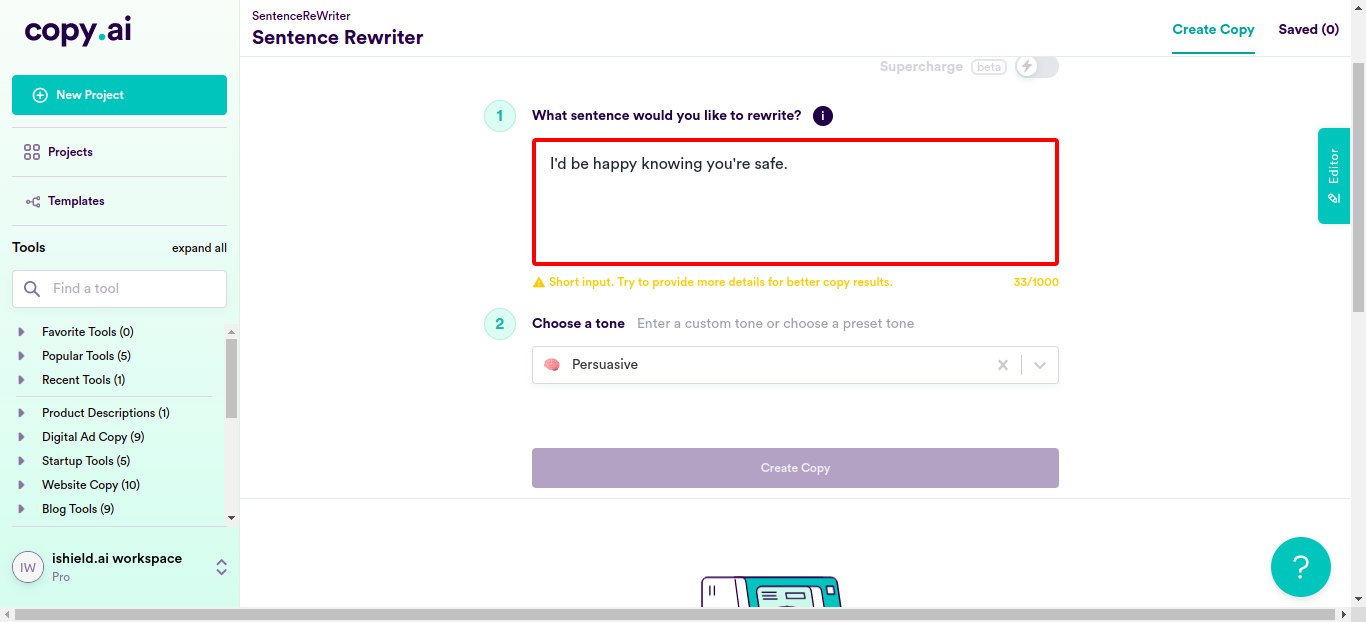 copy.ai
New Project
Projects
Templates
Tools expand all
Find a tool
Favorite Tools (0)
Popular Tools (5)
Recent Tools (1)
Product Descriptions (1)
Digital Ad Copy (9)
Startup Tools (5)
Website Copy (10)
Blog Tools (9)
IW ishield.ai workspace
Pro
SentenceReWriter
Sentence Rewriter
Create Copy Saved (0)
Supercharge beta
1 What sentence would you like to rewrite? i
I'd be happy knowing you're safe.
Short input. Try to provide more details for better copy results. 33/1000
2 Choose a tone Enter a custom tone or choose a preset tone
Persuasive
Create Copy
Editor
?